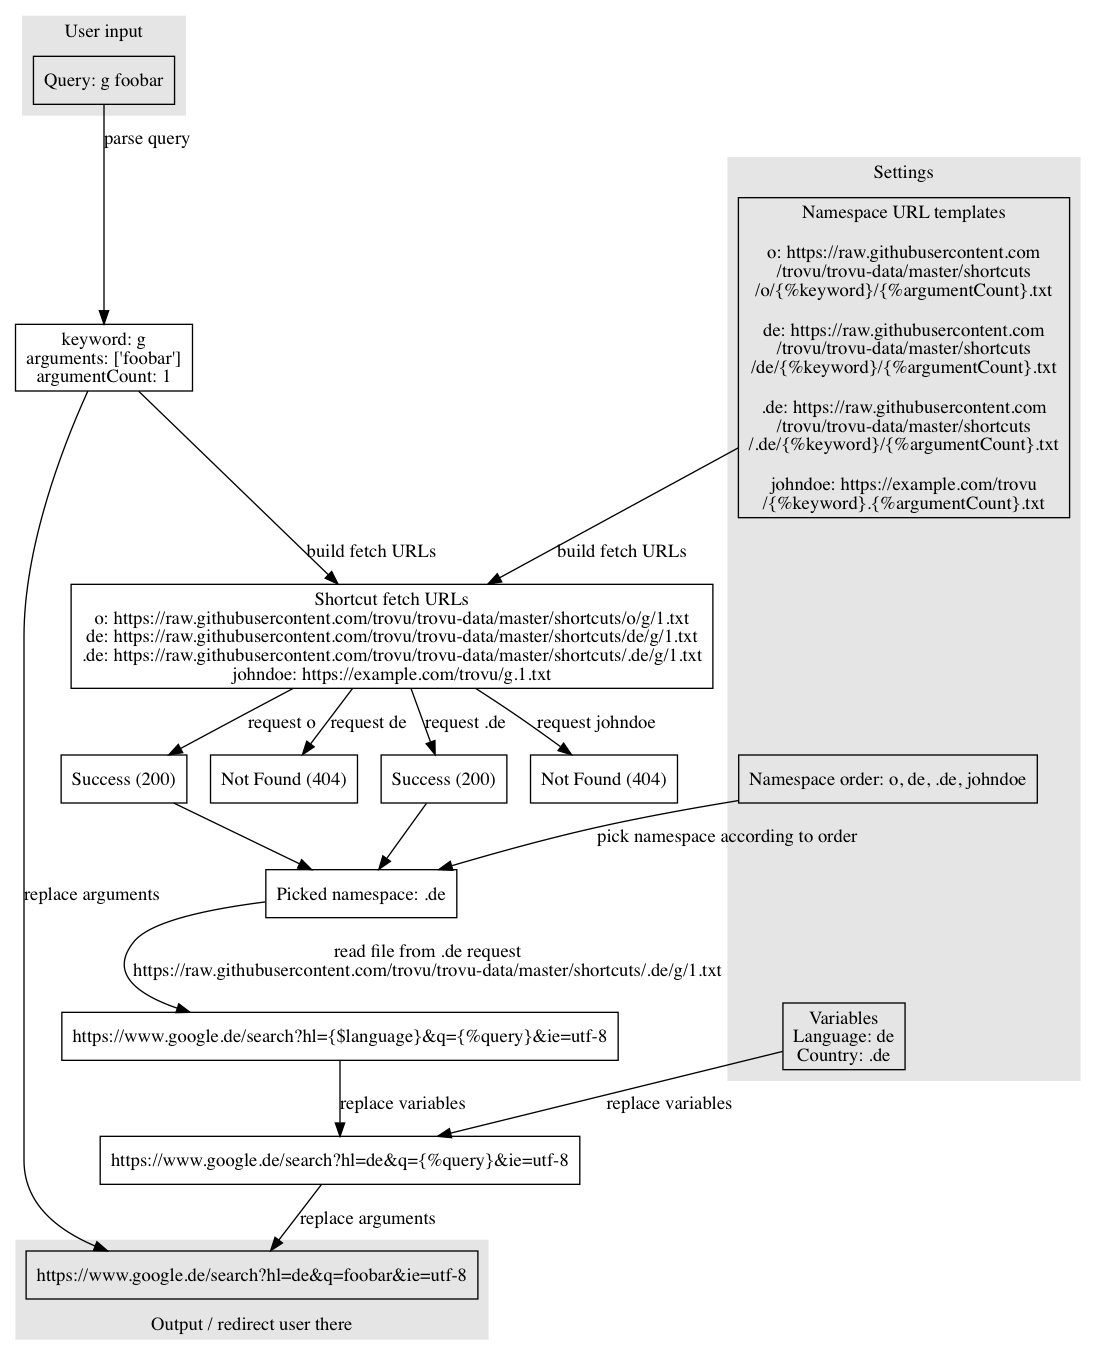 User input
Query: g foobar
parse query
Settings
Namespace URL templates
o: https://raw.githubusercontent.com
/trovu/trovu-data/master/shortcuts
/o/{%keyword}/{%argumentCount}.txt
de: https://raw.githubusercontent.com
/trovu/trovu-data/master/shortcuts
/de/{%keyword}/{%argumentCount}.txt
.de: https://raw.githubusercontent.com
/trovu/trovu-data/master/shortcuts
/.de/{%keyword}/{%argumentCount}.txt
johndoe: https://example.com/trovu
/{%keyword}.{%argumentCount}.txt
keyword: g
arguments: ['foobar']
argumentCount: 1
build fetch URLs
build fetch URLs
Shortcut fetch URLs
o: https://raw.githubusercontent.com/trovu/trovu-data/master/shortcuts/o/g/1.txt
de: https://raw.githubusercontent.com/trovu/trovu-data/master/shortcuts/de/g/1.txt
.de: https://raw.githubusercontent.com/trovu/trovu-data/master/shortcuts/.de/g/1.txt
johndoe: https://example.com/trovu/g.1.txt
request o
request de
request .de
request johndoe
Success (200)
Not Found (404)
Success (200)
Not Found (404)
Namespace order: o, de, .de, johndoe
pick namespace according to order
replace arguments
Picked namespace: .de
read file from .de request
https://raw.githubusercontent.com/trovu/trovu-data/master/shortcuts/.de/g/1.txt
Variables
Language: de
Country: .de
https://www.google.de/search?hl={$language}&q={%query}&ie=utf-8
replace variables
replace variables
https://www.google.de/search?hl=de&q={%query}&ie=utf-8
replace arguments
https://www.google.de/search?hl=de&q=foobar&ie=utf-8
Output / redirect user there